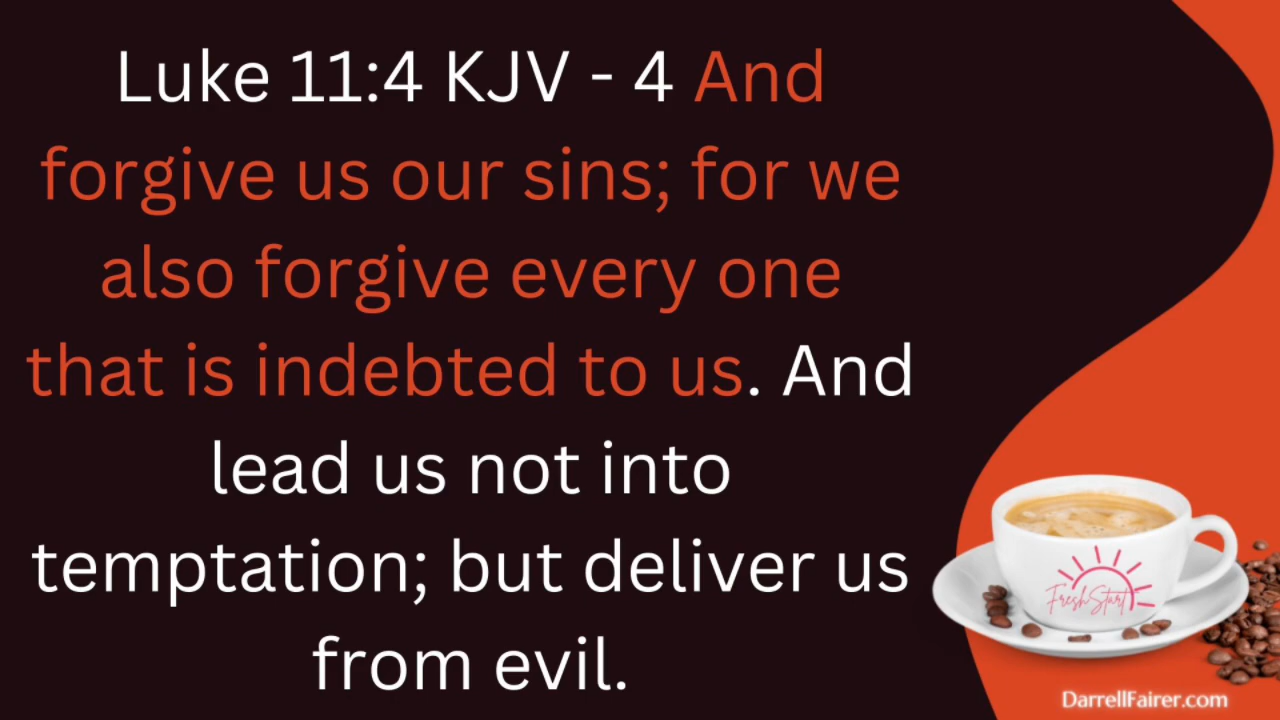 Luke 11:4 KJV - 4 And
forgive us our sins; for we
also forgive every one
that is indebted to us. And
lead us not into
temptation; but deliver us
from evil.
Fresh Start
DarrellFairer.com